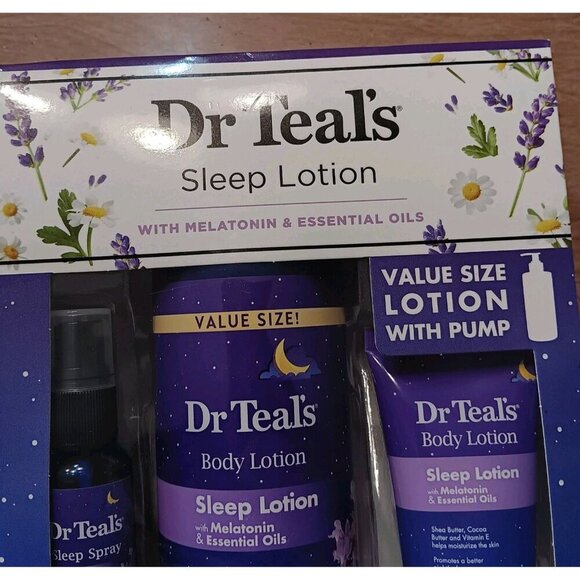 Dr Teal's
Sleep Lotion
WITH MELATONIN & ESSENTIAL OILS
VALUE SIZE
LOTION
WITH PUMP
VALUE SIZE!
Dr Teal's
Body Lotion
Sleep Lotion
with Melatonin
& Essential Oils
Dr Teal's
Sleep Spray
Dr Teal's
Body Lotion
Sleep Lotion
with Melatonin
& Essential Oils
Shea Butter, Cocoa
Butter and Vitamin E
helps moisturize the skin
Promotes a better